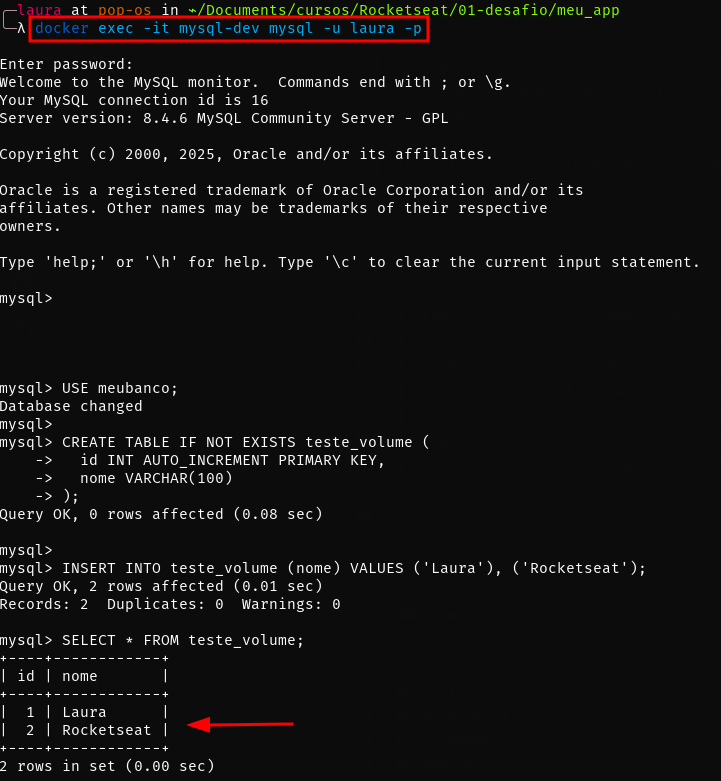 ╭─laura at pop-os in ~/Documents/cursos/Rocketseat/01-desafio/meu_app
╰─λ docker exec -it mysql-dev mysql -u laura -p
Enter password:
Welcome to the MySQL monitor.  Commands end with ; or \g.
Your MySQL connection id is 16
Server version: 8.4.6 MySQL Community Server - GPL
Copyright (c) 2000, 2025, Oracle and/or its affiliates.
Oracle is a registered trademark of Oracle Corporation and/or its
affiliates. Other names may be trademarks of their respective
owners.
Type 'help;' or '\h' for help. Type '\c' to clear the current input statement.
mysql>
mysql> USE meubanco;
Database changed
mysql>
mysql> CREATE TABLE IF NOT EXISTS teste_volume (
    ->   id INT AUTO_INCREMENT PRIMARY KEY,
    ->   nome VARCHAR(100)
    -> );
Query OK, 0 rows affected (0.08 sec)
mysql>
mysql> INSERT INTO teste_volume (nome) VALUES ('Laura'), ('Rocketseat');
Query OK, 2 rows affected (0.01 sec)
Records: 2  Duplicates: 0  Warnings: 0
mysql> SELECT * FROM teste_volume;
+----+------------+
| id | nome       |
+----+------------+
|  1 | Laura      |
|  2 | Rocketseat |
+----+------------+
2 rows in set (0.00 sec)